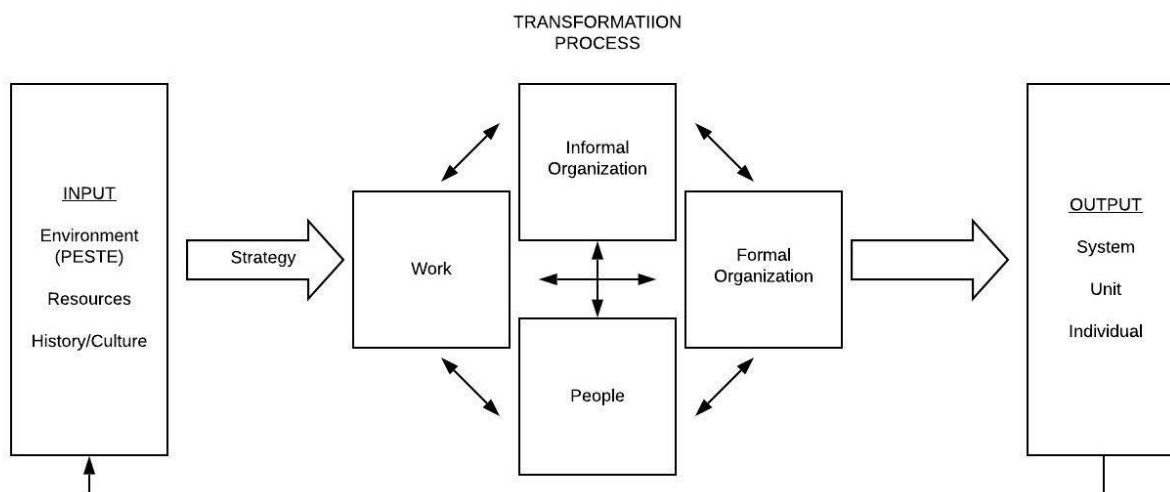 TRANSFORMATIION
PROCESS
INPUT
Environment
(PESTE)
Resources
History/Culture
Strategy
Work
Informal
Organization
People
Formal
Organization
OUTPUT
System
Unit
Individual